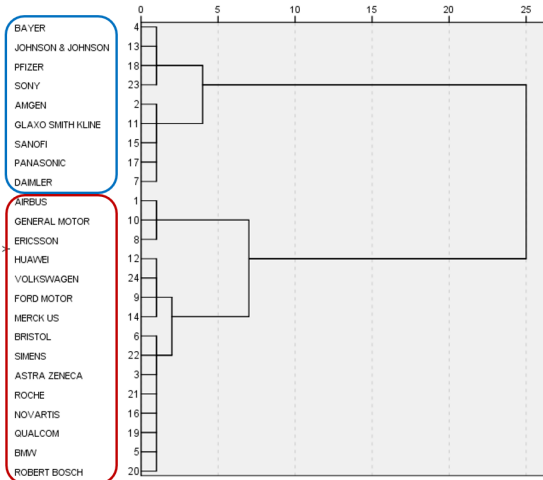 0 5 10 15 20 25
BAYER 4
JOHNSON & JOHNSON 13
PFIZER 18
SONY 23
AMGEN 2
GLAXO SMITH KLINE 11
SANOFI 15
PANASONIC 17
DAIMLER 7
AIRBUS 1
GENERAL MOTOR 10
ERICSSON 8
HUAWEI 12
VOLKSWAGEN 24
FORD MOTOR 9
MERCK US 14
BRISTOL 6
SIMENS 22
ASTRA ZENECA 3
ROCHE 21
NOVARTIS 16
QUALCOM 19
BMW 5
ROBERT BOSCH 20